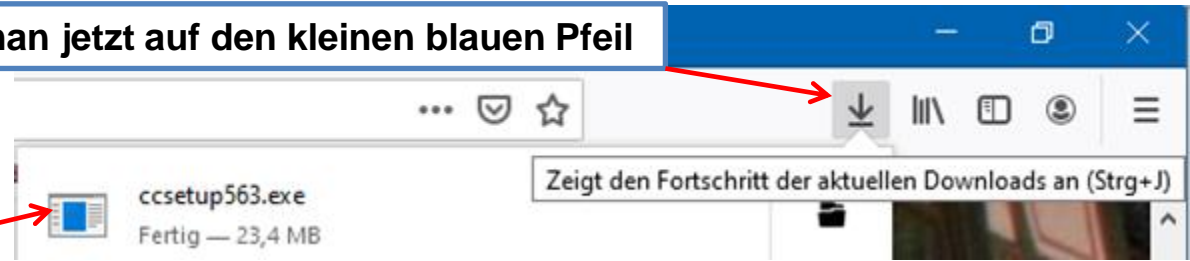 nan jetzt auf den kleinen blauen Pfeil
Zeigt den Fortschritt der aktuellen Downloads an (Strg+J)
ccsetup563.exe
Fertig — 23,4 MB